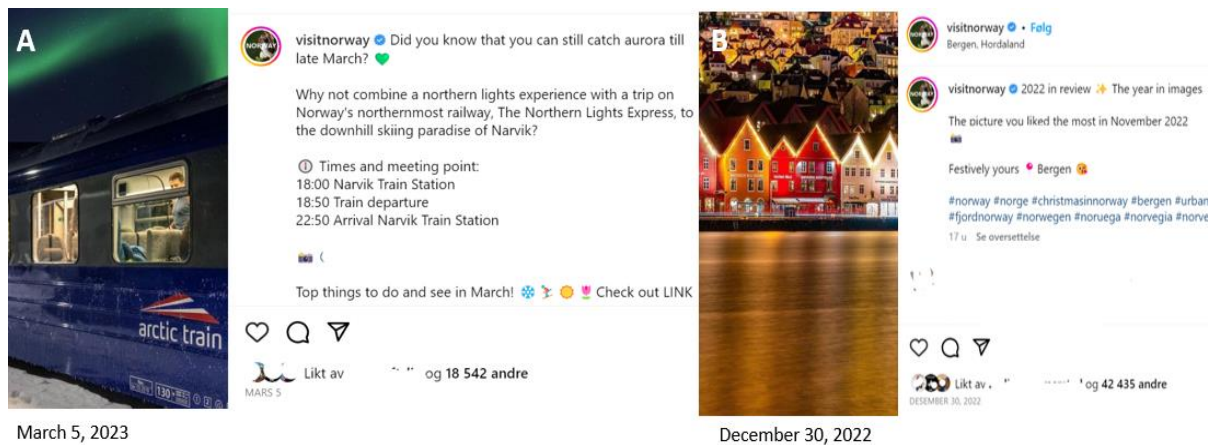 A
arctic train
130
NORWAY
visitnorway Did you know that you can still catch aurora till
late March? 💚
Why not combine a northern lights experience with a trip on
Norway's northernmost railway, The Northern Lights Express, to
the downhill skiing paradise of Narvik?
ⓘ Times and meeting point:
18:00 Narvik Train Station
18:50 Train departure
22:50 Arrival Narvik Train Station
📸 (
Top things to do and see in March! ❄️ ⛷️ ☀️ 🌷 Check out LINK
Likt av og 18 542 andre
MARS 5
March 5, 2023
B
NORWAY
visitnorway • Følg
Bergen, Hordaland
NORWAY
visitnorway 2022 in review ✨ The year in images
The picture you liked the most in November 2022
📸
Festively yours 📍 Bergen 😘
#norway #norge #christmasinnorway #bergen #urban
#fjordnorway #norwegen #noruega #norvegia #norve
17 u Se oversettelse
Likt av og 42 435 andre
DESEMBER 30, 2022
December 30, 2022